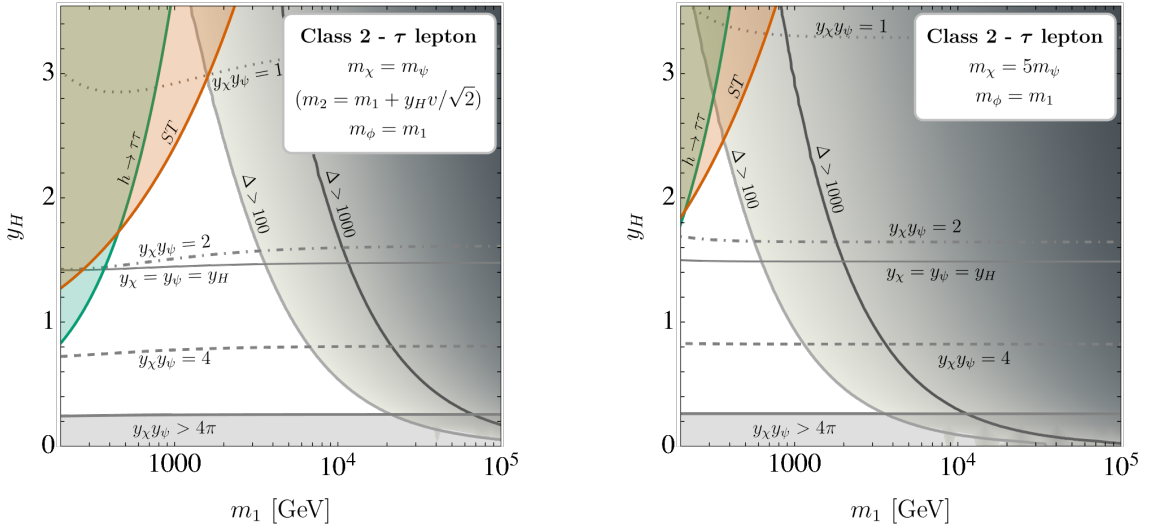 Class 2 - τ lepton
m_χ = m_ψ
(m_2 = m_1 + y_H v/√2)
m_ϕ = m_1
y_χ y_ψ = 1
h → ττ
ST
Δ > 100
Δ > 1000
y_χ y_ψ = 2
y_χ = y_ψ = y_H
y_χ y_ψ = 4
y_χ y_ψ > 4π
y_H
3
2
1
0
1000
10^4
10^5
m_1 [GeV]
Class 2 - τ lepton
m_χ = 5m_ψ
m_ϕ = m_1
y_χ y_ψ = 1
h → ττ
ST
Δ > 100
Δ > 1000
y_χ y_ψ = 2
y_χ = y_ψ = y_H
y_χ y_ψ = 4
y_χ y_ψ > 4π
y_H
3
2
1
0
1000
10^4
10^5
m_1 [GeV]